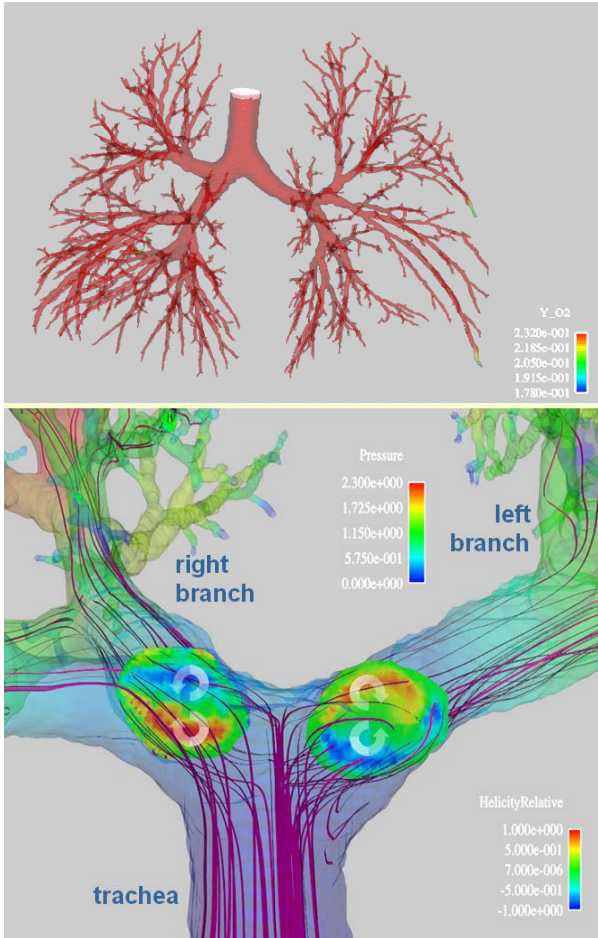 Y_O2
2.320e-001
2.185e-001
2.050e-001
1.915e-001
1.780e-001
Pressure
2.300e+000
1.725e+000
1.150e+000
5.750e-001
0.000e+000
left
branch
right
branch
HelicityRelative
1.000e+000
5.000e-001
7.000e-006
-5.000e-001
-1.000e+000
trachea